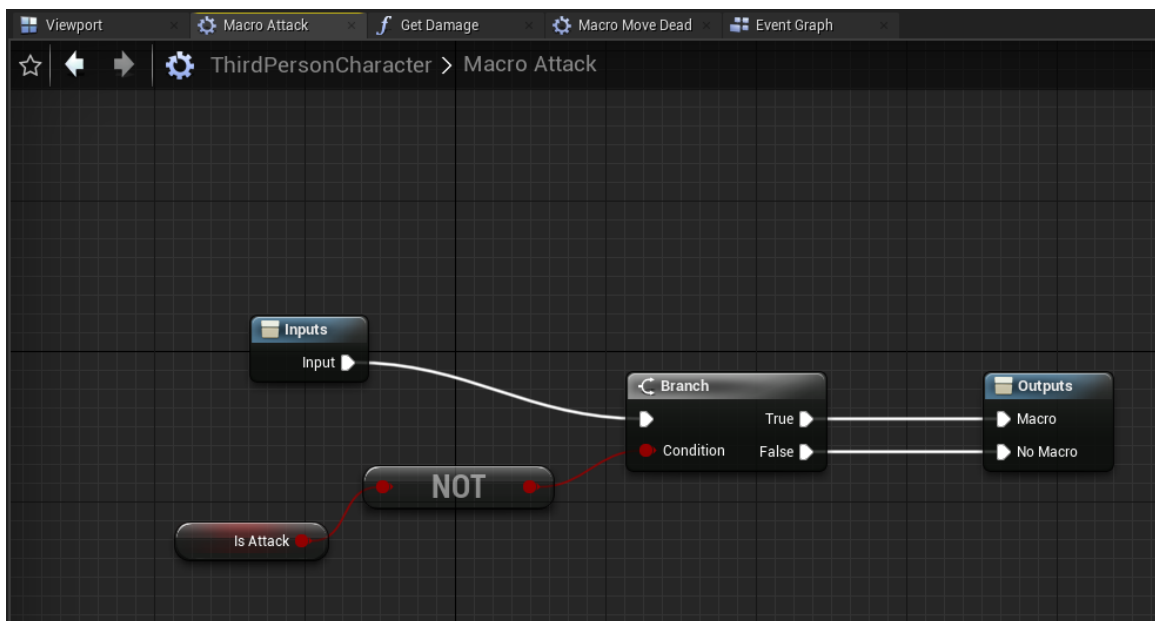 Viewport Macro Attack f Get Damage Macro Move Dead Event Graph
ThirdPersonCharacter > Macro Attack
Inputs
Input
Branch
True
Condition False
Outputs
Macro
No Macro
NOT
Is Attack